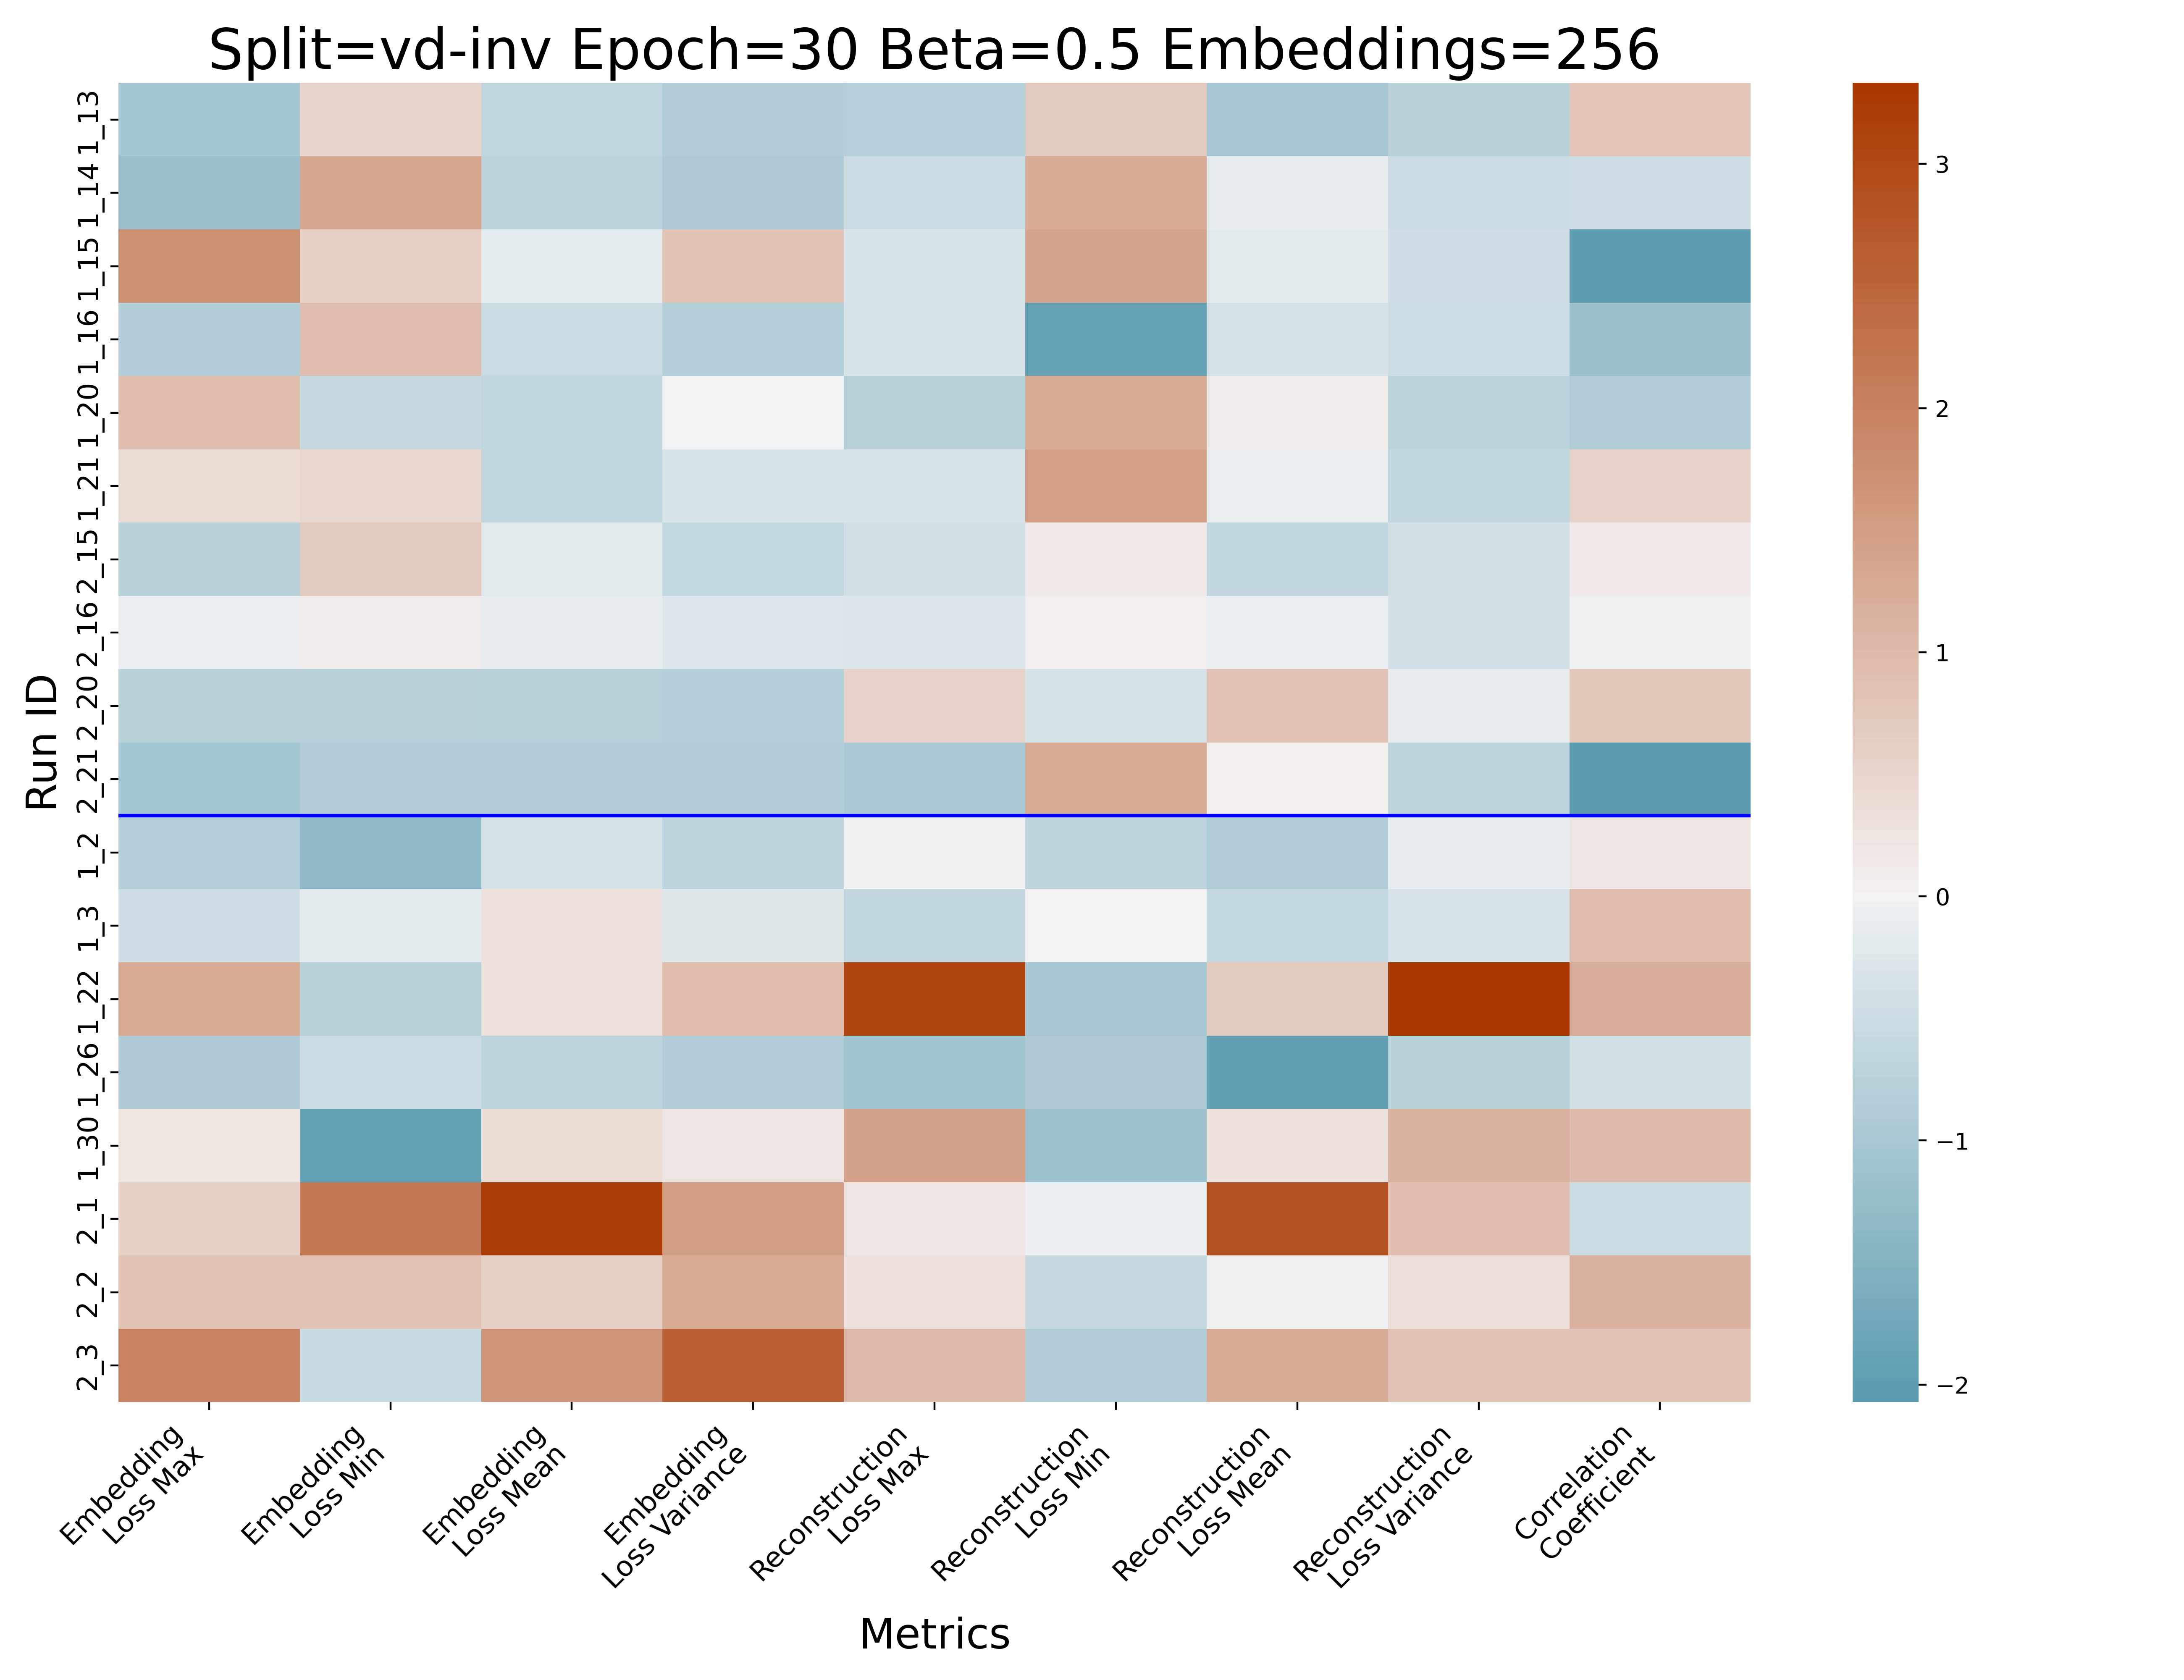 Split=vd-inv Epoch=30 Beta=0.5 Embeddings=256
Run ID
1_13
1_14
1_15
1_16
1_20
1_21
2_15
2_16
2_20
2_21
1_2
1_3
1_22
1_26
1_30
2_1
2_2
2_3
3
2
1
0
−1
−2
Embedding
Loss Max
Embedding
Loss Min
Embedding
Loss Mean
Embedding
Loss Variance
Reconstruction
Loss Max
Reconstruction
Loss Min
Reconstruction
Loss Mean
Reconstruction
Loss Variance
Correlation
Coefficient
Metrics